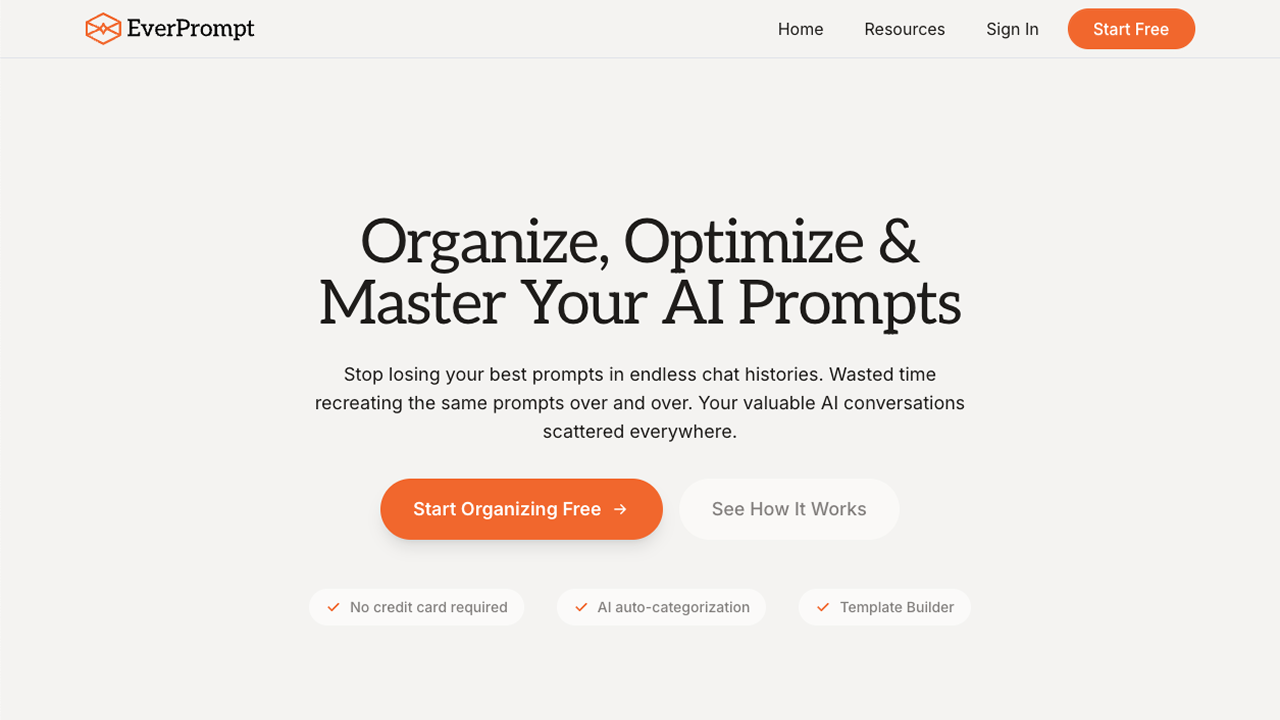 EverPrompt
Home
Resources
Sign In
Start Free
Organize, Optimize &
Master Your AI Prompts
Stop losing your best prompts in endless chat histories. Wasted time
recreating the same prompts over and over. Your valuable AI conversations
scattered everywhere.
Start Organizing Free →
See How It Works
No credit card required
AI auto-categorization
Template Builder